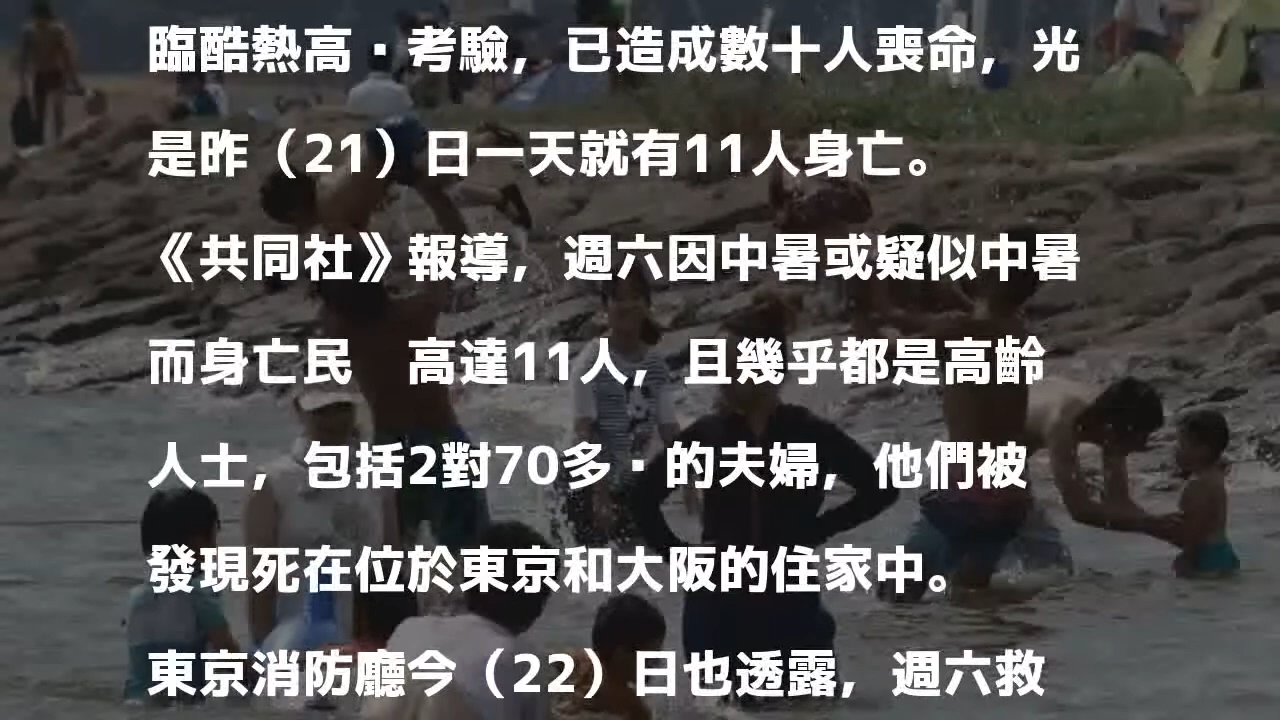 臨酷熱高·考驗，已造成數十人喪命，光
是昨（21）日一天就有11人身亡。
《共同社》報導，週六因中暑或疑似中暑
而身亡民　高達11人，且幾乎都是高齡
人士，包括2對70多·的夫婦，他們被
發現死在位於東京和大阪的住家中。
東京消防廳今（22）日也透露，週六救